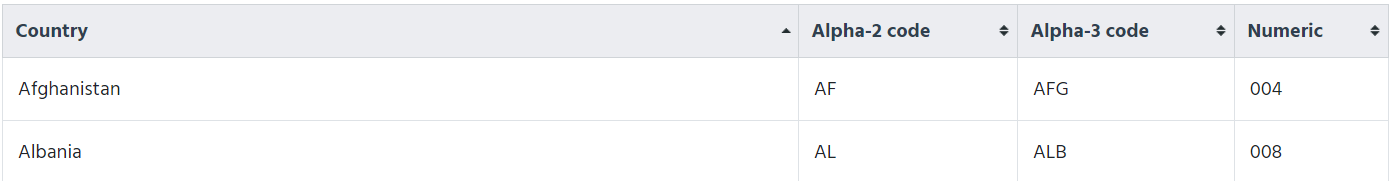 Country Alpha-2 code Alpha-3 code Numeric
Afghanistan AF AFG 004
Albania AL ALB 008